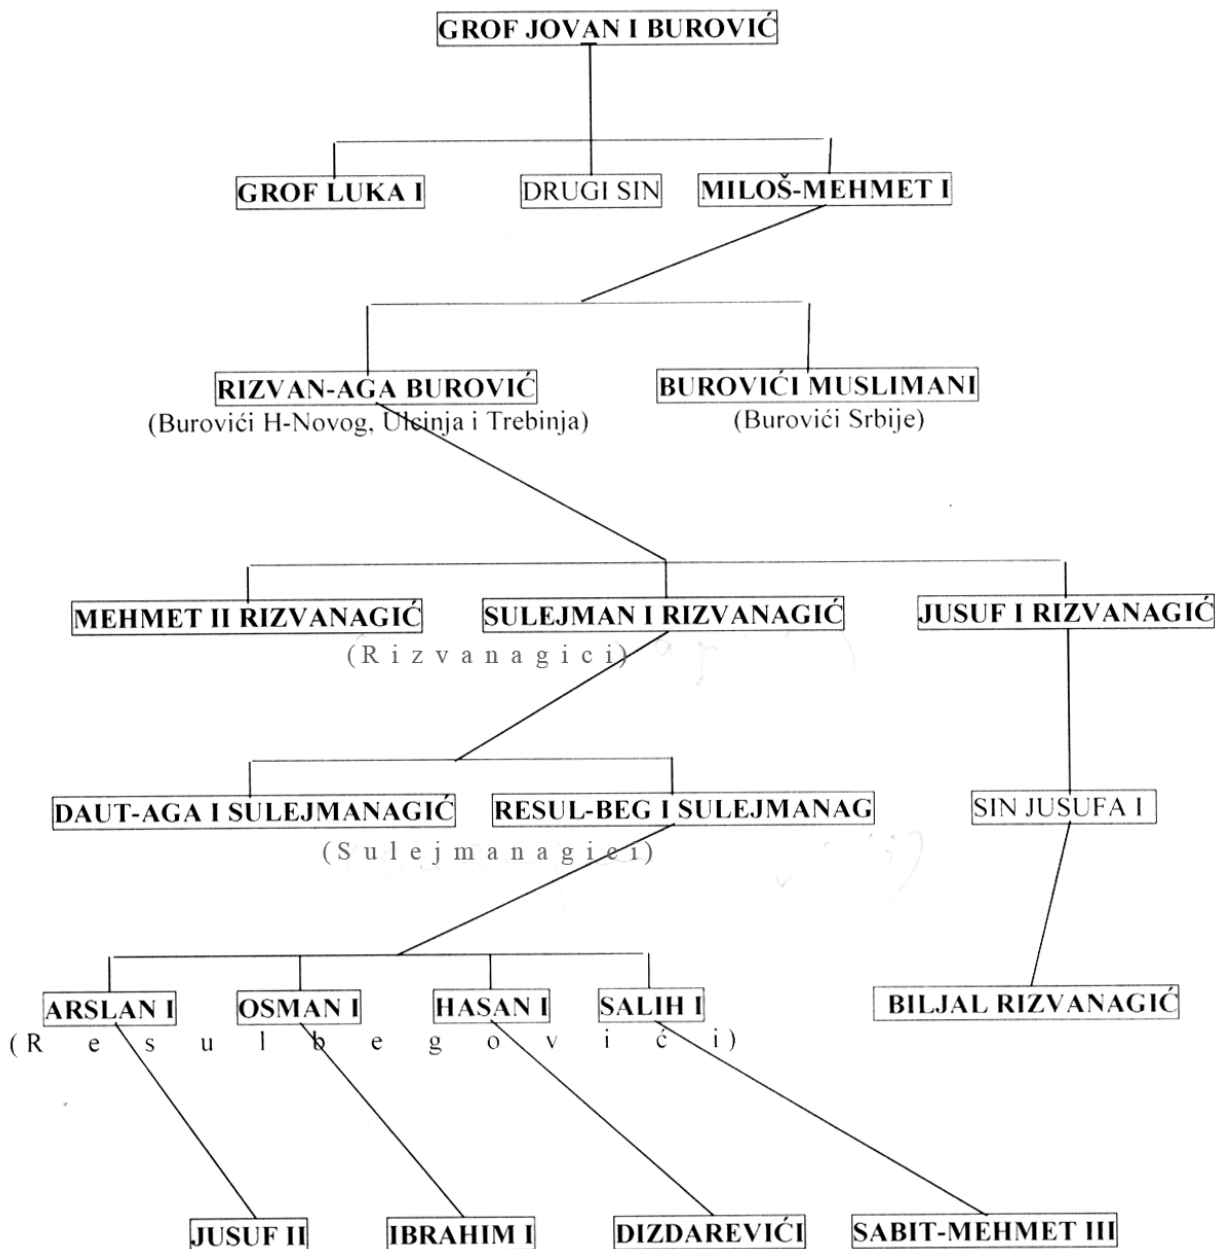 GROF JOVAN I BUROVIĆ
GROF LUKA I DRUGI SIN MILOŠ-MEHMET I
RIZVAN-AGA BUROVIĆ BUROVIĆI MUSLIMANI
(Burovići H-Novog, Ulcinja i Trebinja) (Burovići Srbije)
MEHMET II RIZVANAGIĆ SULEJMAN I RIZVANAGIĆ JUSUF I RIZVANAGIĆ
(Rizvanagici)
DAUT-AGA I SULEJMANAGIĆ RESUL-BEG I SULEJMANAG SIN JUSUFA I
(Sulejmanagici)
ARSLAN I OSMAN I HASAN I SALIH I BILJAL RIZVANAGIĆ
(Resulbegovići)
JUSUF II IBRAHIM I DIZDAREVIĆI SABIT-MEHMET III